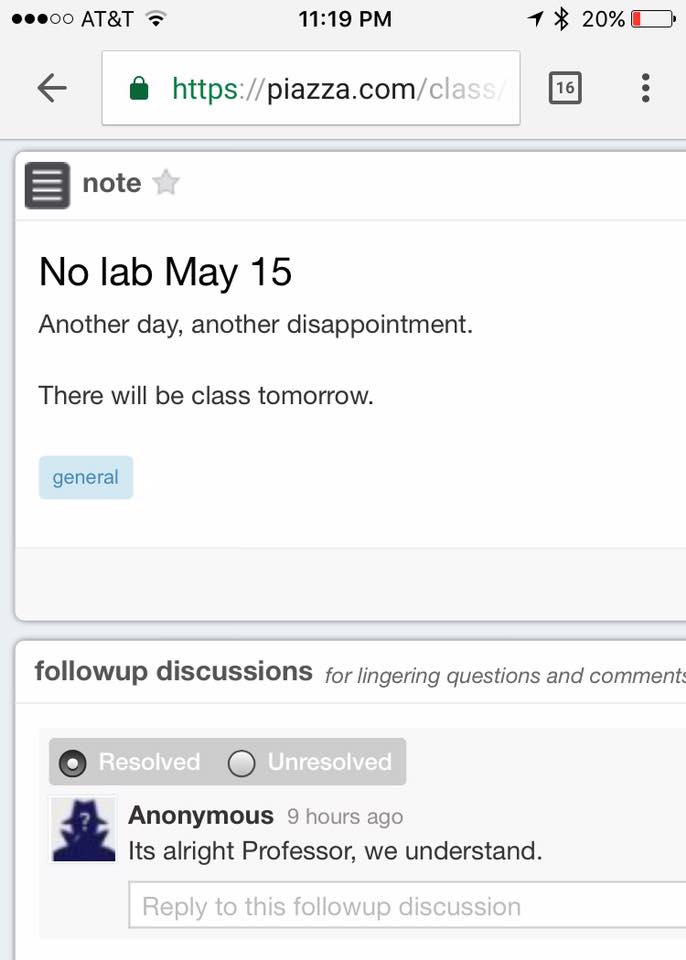 AT&T 11:19 PM 20%
https://piazza.com/class/ 16
note
No lab May 15
Another day, another disappointment.
There will be class tomorrow.
general
followup discussions for lingering questions and comments
Resolved Unresolved
?
Anonymous 9 hours ago
Its alright Professor, we understand.
Reply to this followup discussion